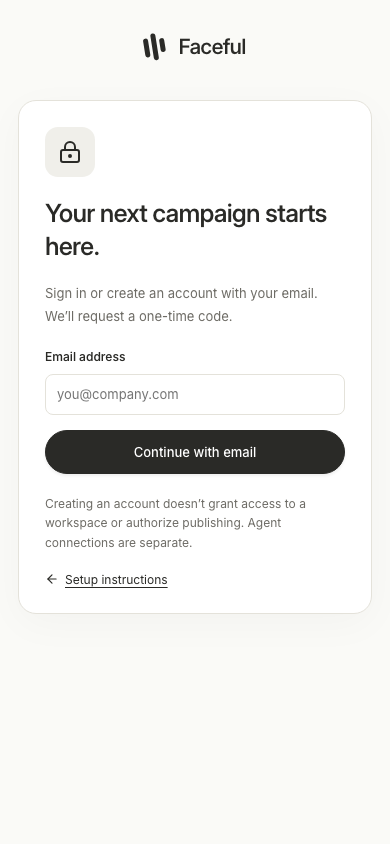 Faceful
Your next campaign starts
here.
Sign in or create an account with your email.
We’ll request a one-time code.
Email address
you@company.com
Continue with email
Creating an account doesn’t grant access to a
workspace or authorize publishing. Agent
connections are separate.
← Setup instructions